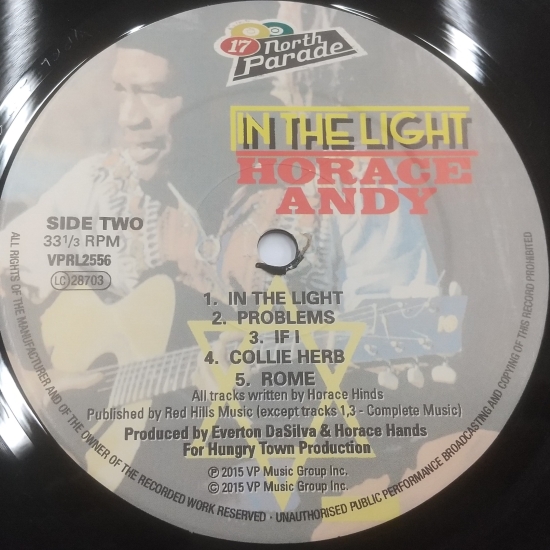 17 North
Parade
IN THE LIGHT
HORACE
ANDY
SIDE TWO
33 1/3 RPM
VPRL2556
LC 28703
1. IN THE LIGHT
2. PROBLEMS
3. IF I
4. COLLIE HERB
5. ROME
All tracks written by Horace Hinds
Published by Red Hills Music (except tracks 1,3 - Complete Music)
Produced by Everton DaSilva & Horace Hands
For Hungry Town Production
℗ 2015 VP Music Group Inc.
© 2015 VP Music Group Inc.
ALL RIGHTS OF THE MANUFACTURER AND OF THE OWNER OF THE RECORDED WORK RESERVED · UNAUTHORISED PUBLIC PERFORMANCE BROADCASTING AND COPYING OF THIS RECORD PROHIBITED